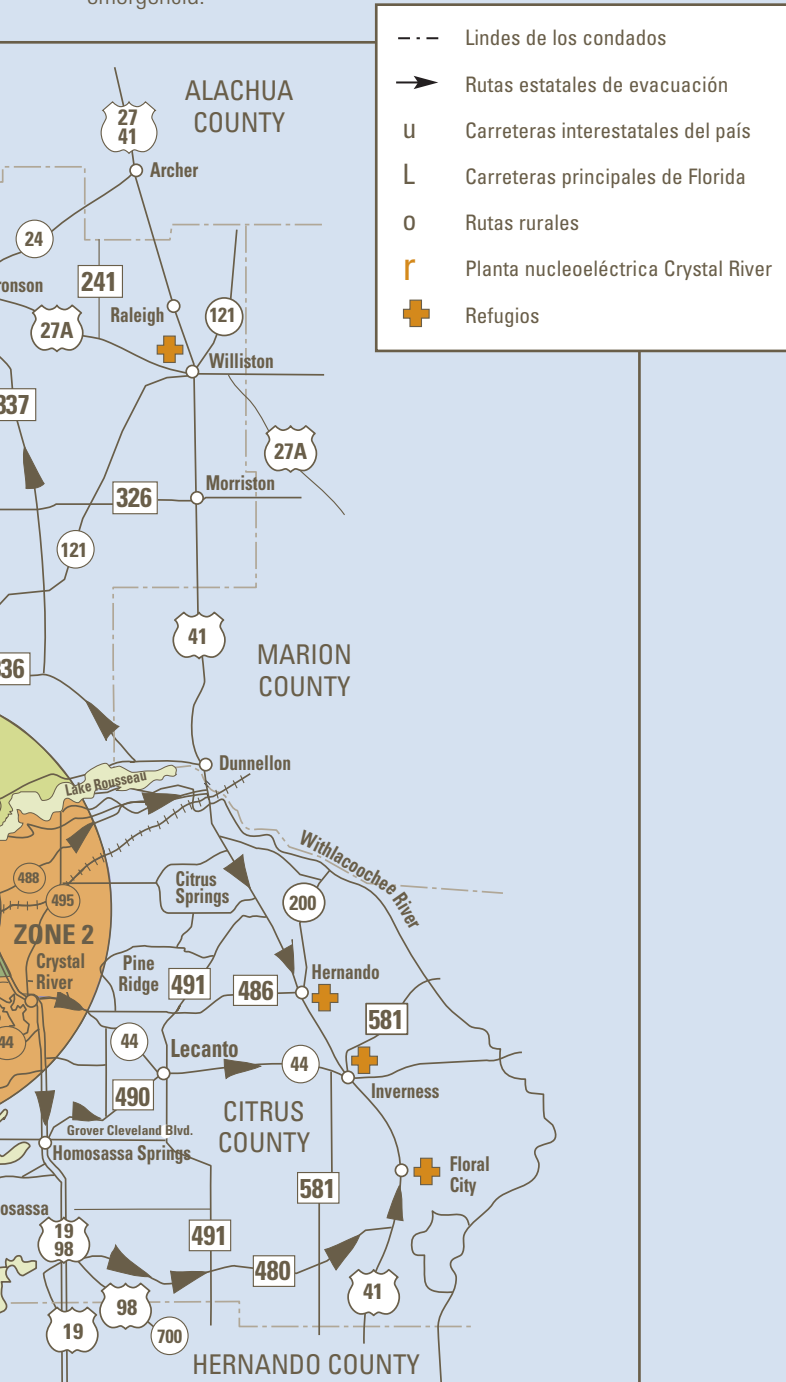 emergencia.
Lindes de los condados
Rutas estatales de evacuación
u Carreteras interestatales del país
L Carreteras principales de Florida
o Rutas rurales
r Planta nucleoeléctrica Crystal River
Refugios
ALACHUA
COUNTY
27
41
Archer
24
241
ronson
27A
Raleigh
121
Williston
337
27A
326
Morriston
121
41
MARION
COUNTY
336
Dunnellon
Lake Rousseau
Withlacoochee River
488
495
Citrus
Springs
200
ZONE 2
Crystal
River
Pine
Ridge
491
486
Hernando
581
44
44
Lecanto
44
490
Inverness
CITRUS
COUNTY
Grover Cleveland Blvd.
Homosassa Springs
Floral
City
581
osassa
19
98
491
480
41
98
19
700
HERNANDO COUNTY